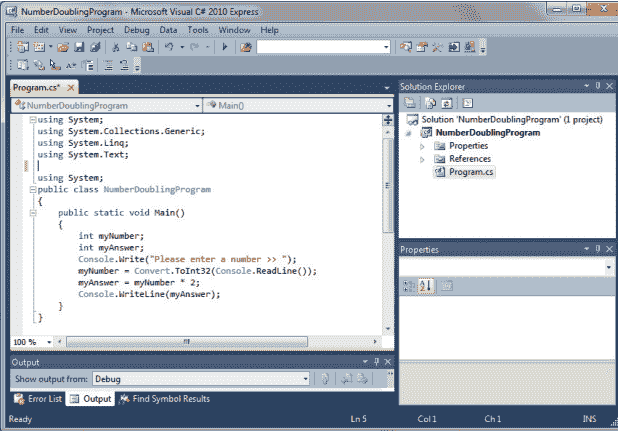 NumberDoublingProgram - Microsoft Visual C# 2010 Express
File Edit View Project Debug Data Tools Window Help
Program.cs* X
NumberDoublingProgram
Main()
using System;
using System.Collections.Generic;
using System.Linq;
using System.Text;
using System;
public class NumberDoublingProgram
{
public static void Main()
{
int myNumber;
int myAnswer;
Console.Write("Please enter a number >> ");
myNumber = Convert.ToInt32(Console.ReadLine());
myAnswer = myNumber * 2;
Console.WriteLine(myAnswer);
}
}
100 %
Solution Explorer
Solution 'NumberDoublingProgram' (1 project)
NumberDoublingProgram
Properties
References
Program.cs
Properties
Output
Show output from: Debug
Error List Output Find Symbol Results
Ready Ln 5 Col 1 Ch 1 INS